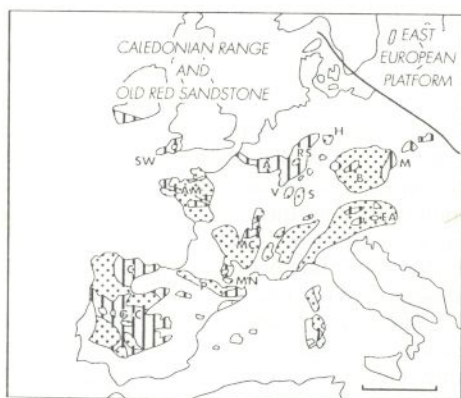 CALEDONIAN RANGE
AND
OLD RED SANDSTONE
EAST
EUROPEAN
PLATFORM
SW
H
RS
A
M
B
V
S
AM
EA
MC
MN
P
C
C